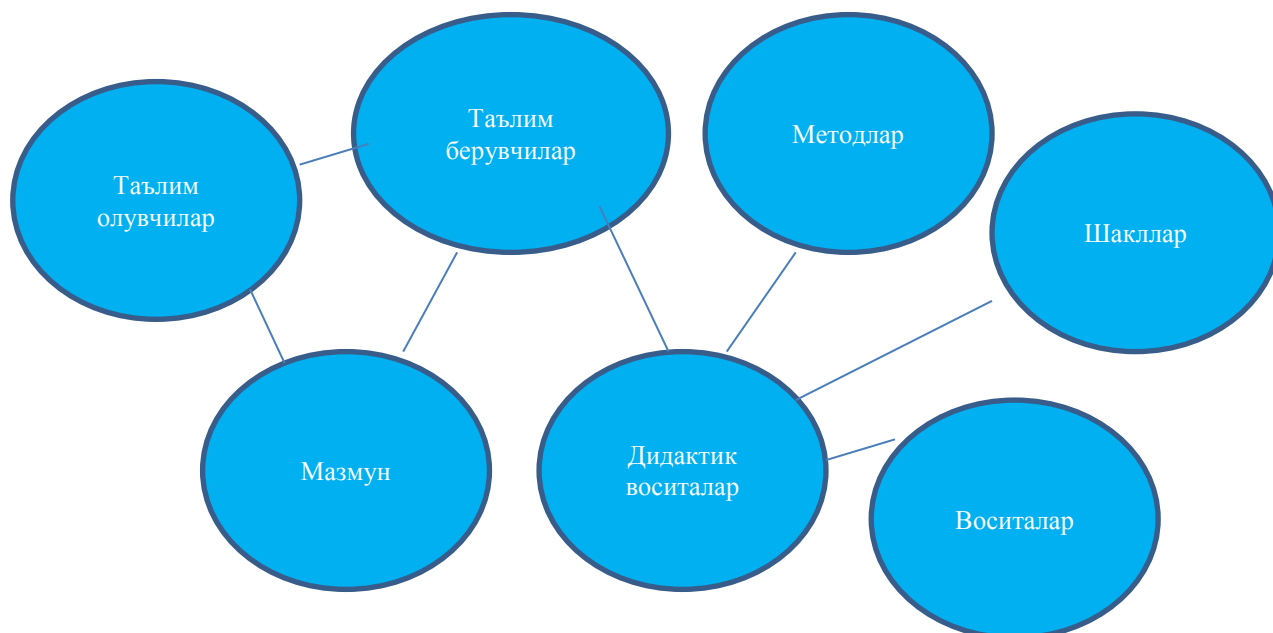 Таълим
олувчилар
Таълим
берувчилар
Методлар
Шакллар
Мазмун
Дидактик
воситалар
Воситалар